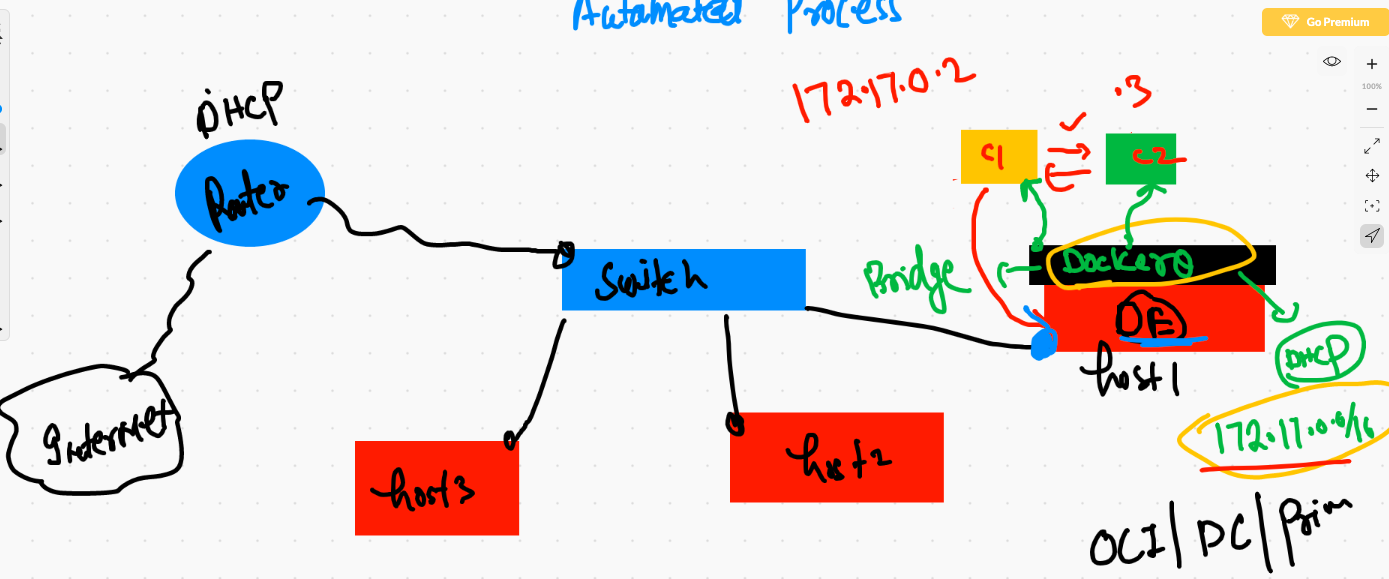 Automated Process
Go Premium
100%
172.17.0.2
.3
DHCP
C1
C2
Router
Docker0
Switch
Bridge
DE
host1
DHCP
Internet
172.17.0.0/16
host2
host3
OCI/DC/Prim